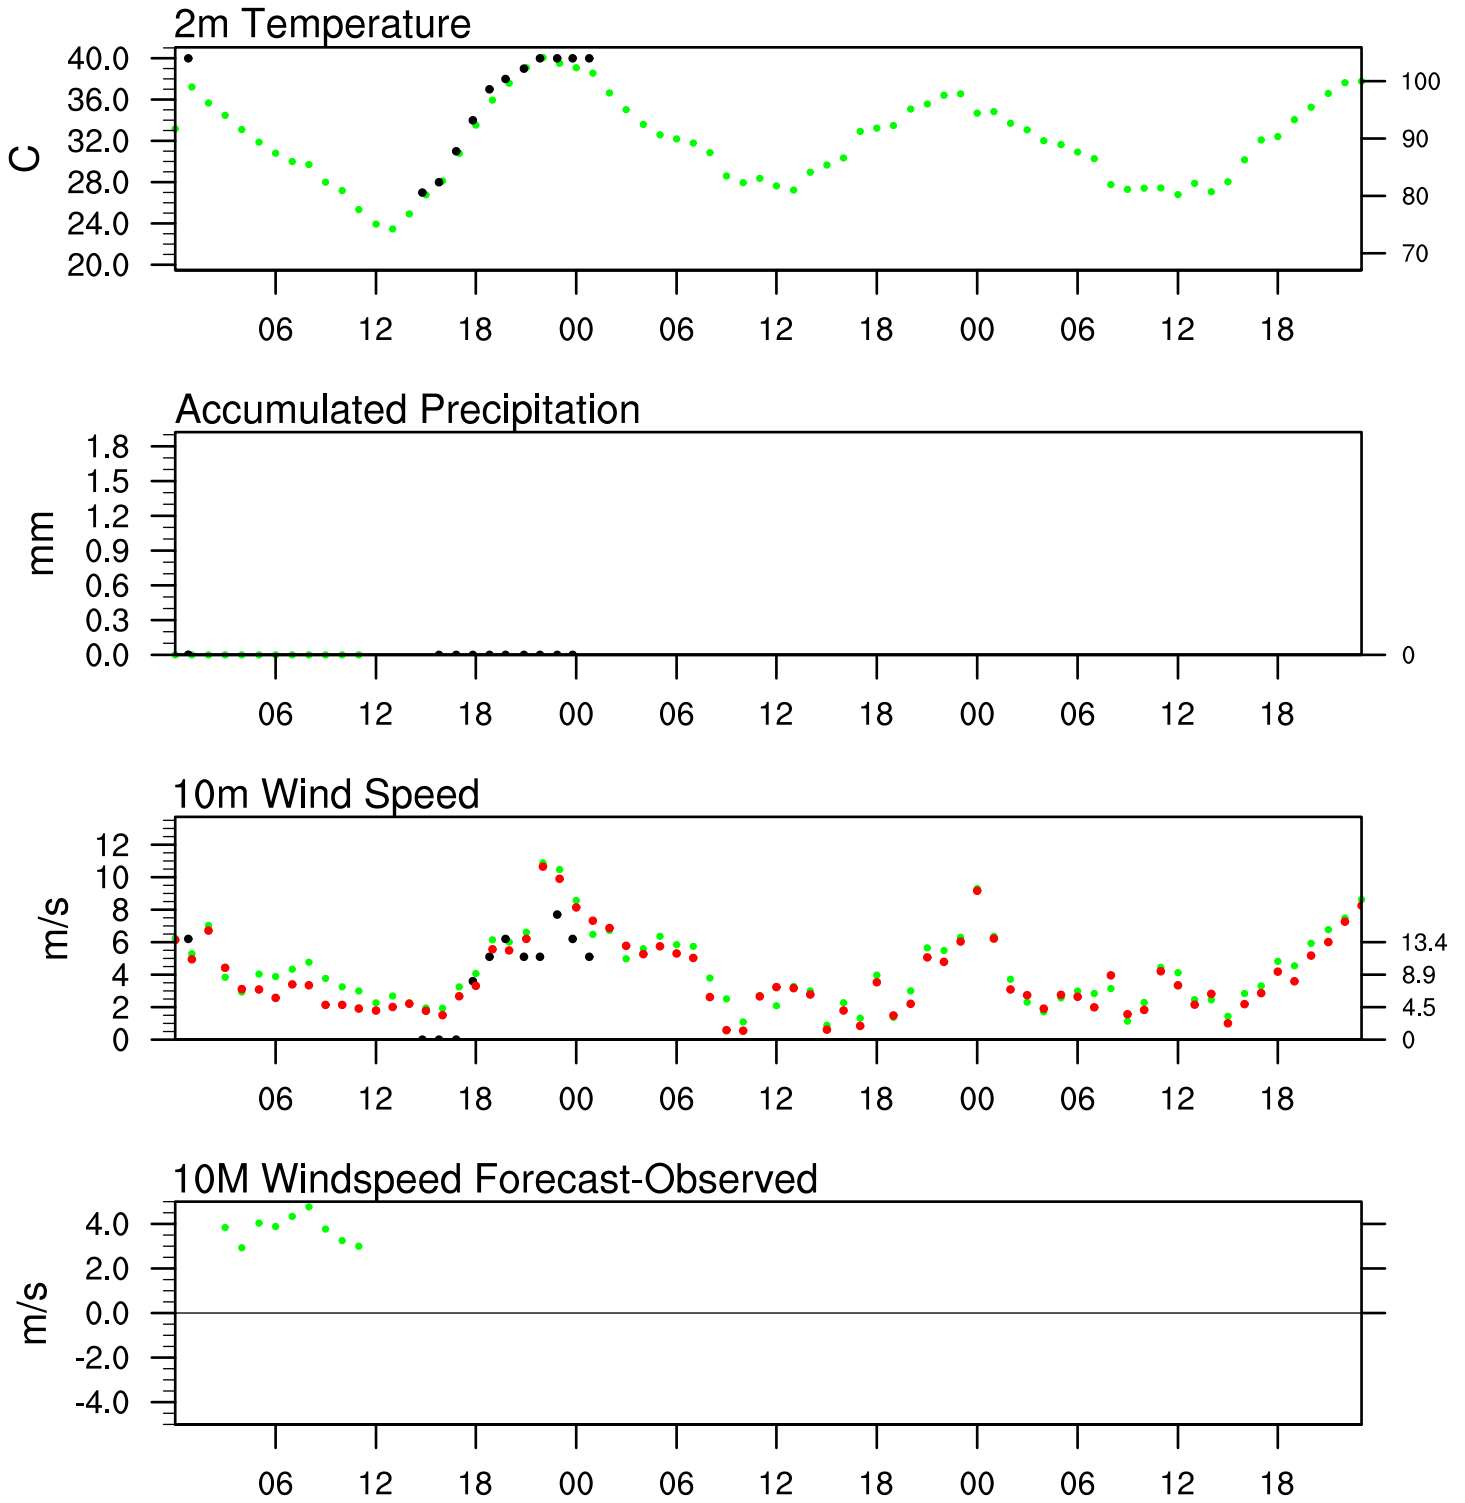 2m Temperature
C
40.0
36.0
32.0
28.0
24.0
20.0
100
90
80
70
06 12 18 00 06 12 18 00 06 12 18
Accumulated Precipitation
mm
1.8
1.5
1.2
0.9
0.6
0.3
0.0
0
06 12 18 00 06 12 18 00 06 12 18
10m Wind Speed
m/s
12
10
8
6
4
2
0
13.4
8.9
4.5
0
06 12 18 00 06 12 18 00 06 12 18
10M Windspeed Forecast-Observed
m/s
4.0
2.0
0.0
-2.0
-4.0
06 12 18 00 06 12 18 00 06 12 18